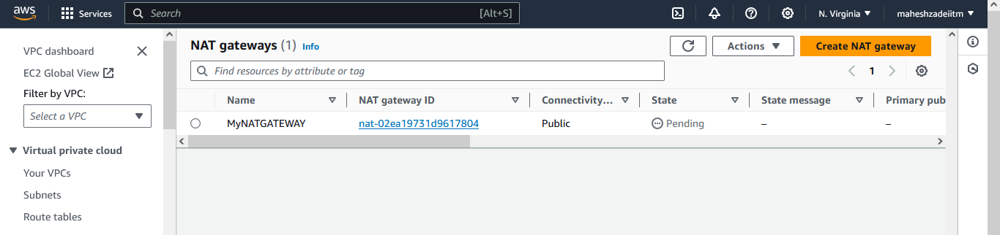 aws Services Search [Alt+S] N. Virginia maheshzadeiitm
VPC dashboard
EC2 Global View
Filter by VPC:
Select a VPC
Virtual private cloud
Your VPCs
Subnets
Route tables
NAT gateways (1) Info Actions Create NAT gateway
Find resources by attribute or tag 1
Name NAT gateway ID Connectivity... State State message Primary pub
MyNATGATEWAY nat-02ea19731d9617804 Public Pending – –